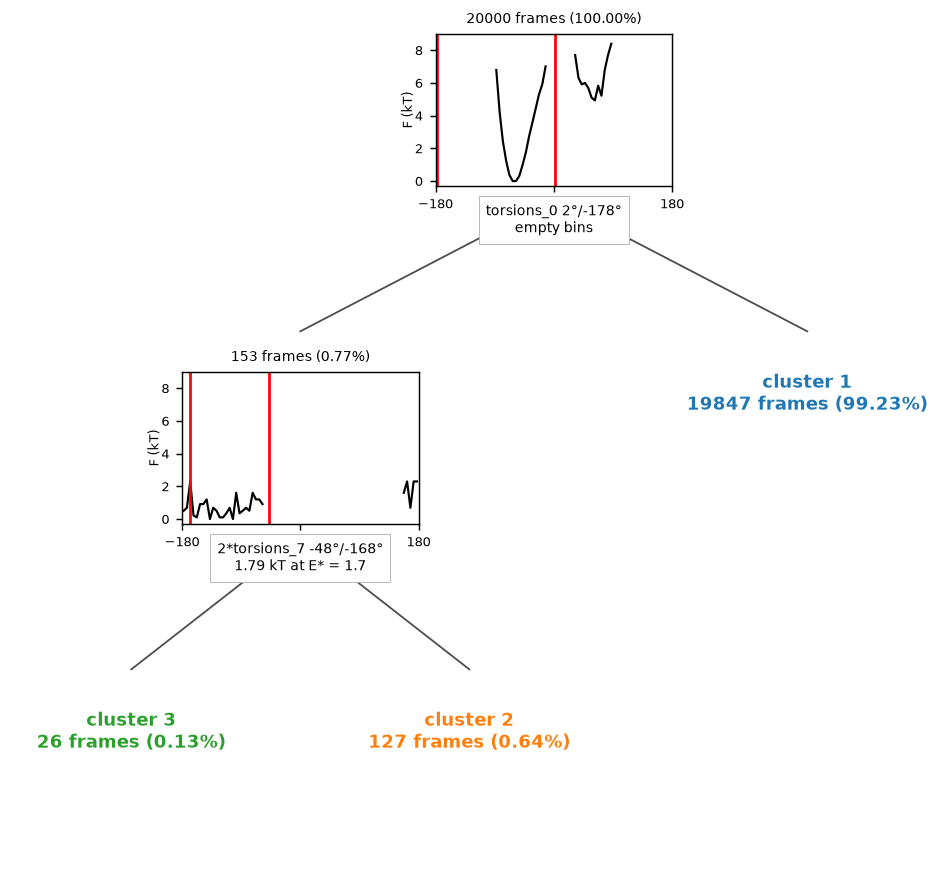 20000 frames (100.00%)
8
6
4
2
0
F (kT)
−180
180
torsions_0 2°/-178°
empty bins
153 frames (0.77%)
8
6
4
2
0
F (kT)
−180
180
2*torsions_7 -48°/-168°
1.79 kT at E* = 1.7
cluster 1
19847 frames (99.23%)
cluster 3
26 frames (0.13%)
cluster 2
127 frames (0.64%)